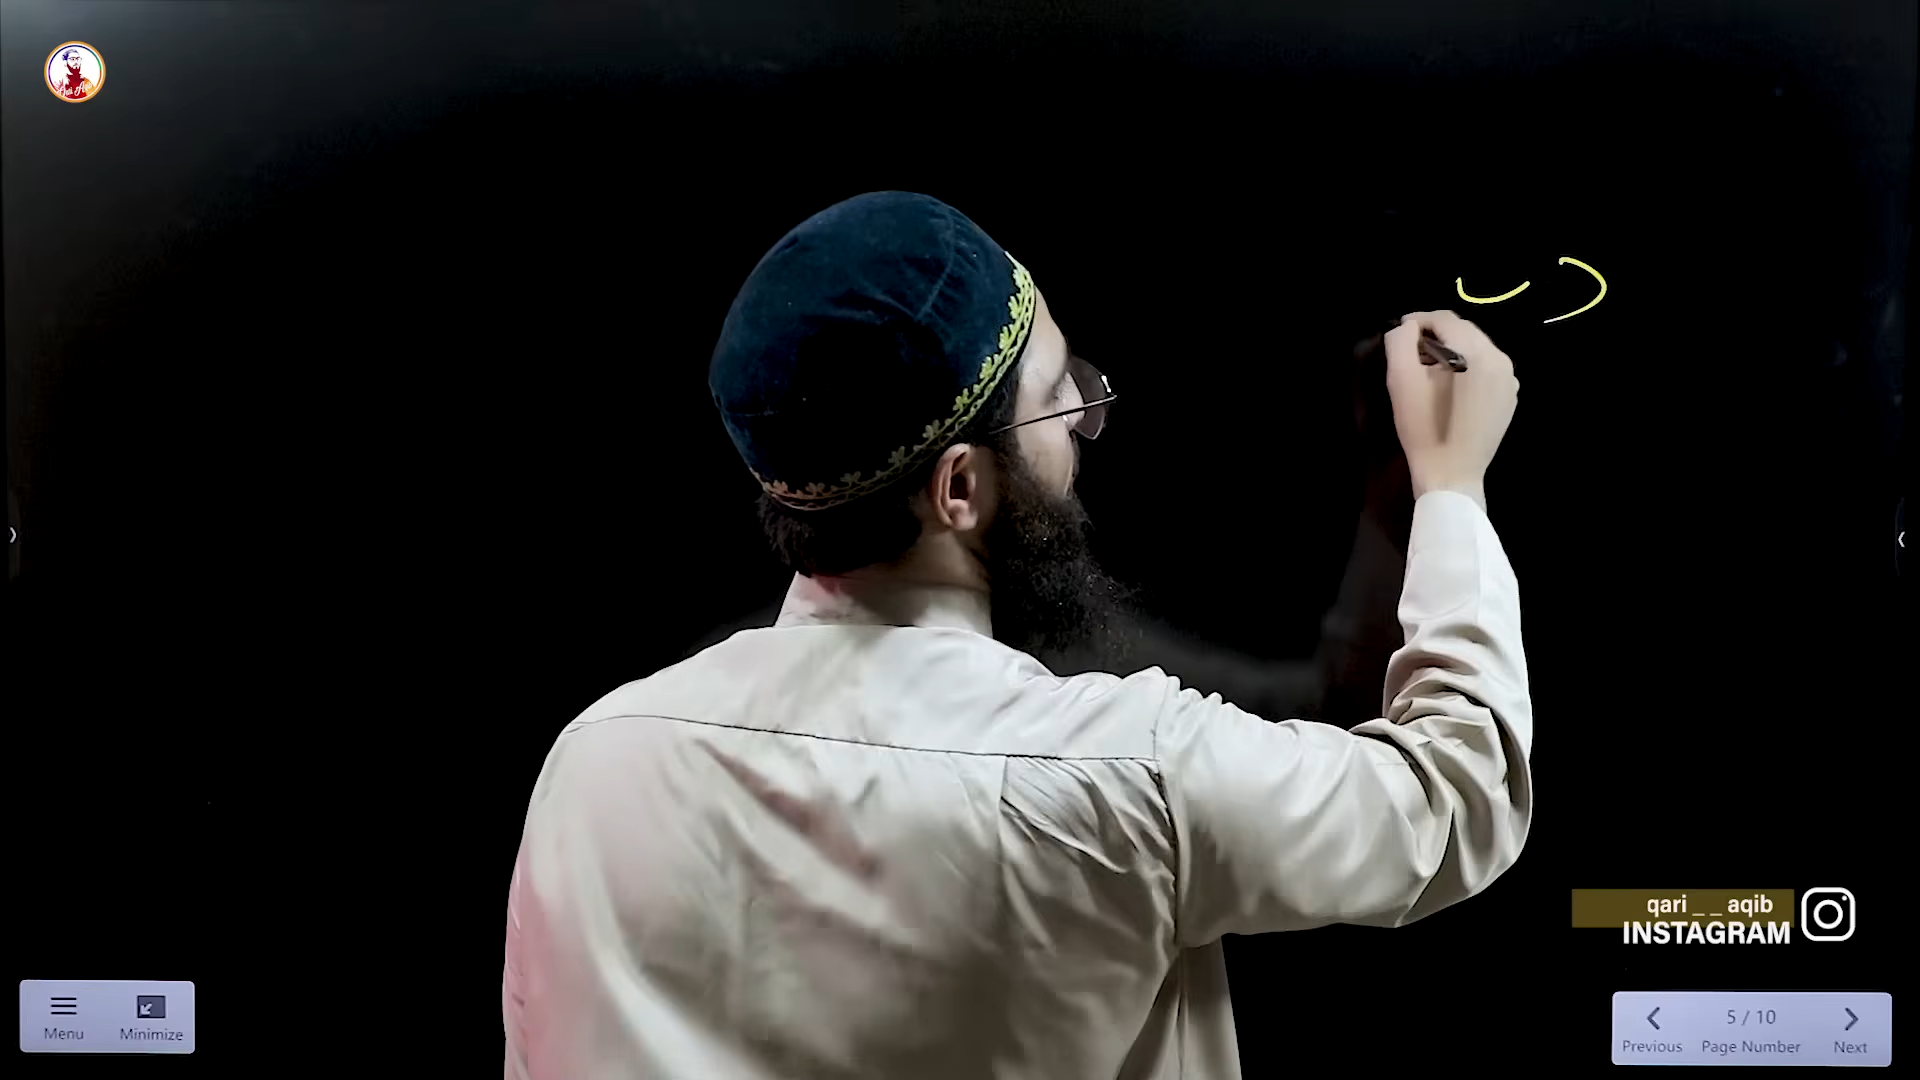 qari _ _ aqib
INSTAGRAM
Menu
Minimize
5 / 10
Previous
Page Number
Next